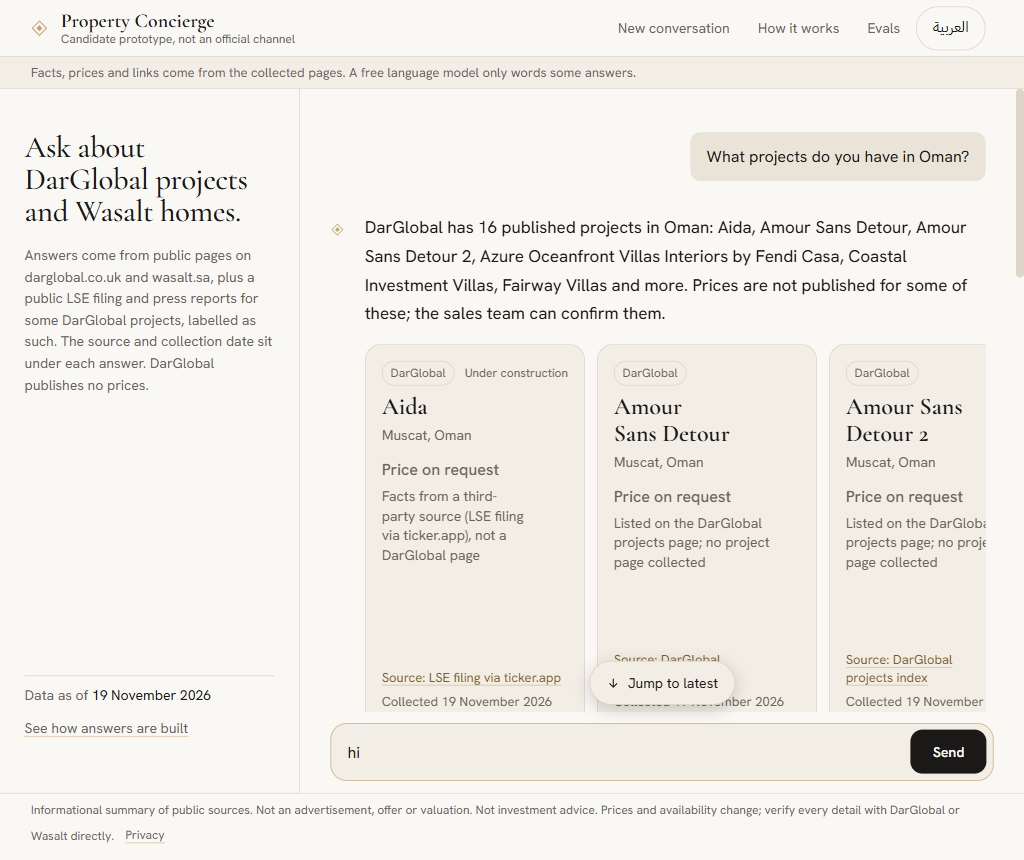 Property Concierge
Candidate prototype, not an official channel
New conversation
How it works
Evals
العربية
Facts, prices and links come from the collected pages. A free language model only words some answers.
Ask about
DarGlobal projects
and Wasalt homes.
Answers come from public pages on
darglobal.co.uk and wasalt.sa, plus a
public LSE filing and press reports for
some DarGlobal projects, labelled as
such. The source and collection date sit
under each answer. DarGlobal
publishes no prices.
Data as of 19 November 2026
See how answers are built
What projects do you have in Oman?
DarGlobal has 16 published projects in Oman: Aida, Amour Sans Detour, Amour
Sans Detour 2, Azure Oceanfront Villas Interiors by Fendi Casa, Coastal
Investment Villas, Fairway Villas and more. Prices are not published for some of
these; the sales team can confirm them.
DarGlobal
Under construction
Aida
Muscat, Oman
Price on request
Facts from a third-
party source (LSE filing
via ticker.app), not a
DarGlobal page
Source: LSE filing via ticker.app
Collected 19 November 2026
DarGlobal
Amour
Sans Detour
Muscat, Oman
Price on request
Listed on the DarGlobal
projects page; no project
page collected
Source: DarGlobal
2026
DarGlobal
Amour Sans
Detour 2
Muscat, Oman
Price on request
Listed on the
projects page; no
page collected
Source: DarGlobal
projects index
Collected 19 November
Jump to latest
hi
Send
Informational summary of public sources. Not an advertisement, offer or valuation. Not investment advice. Prices and availability change; verify every detail with DarGlobal or
Wasalt directly.
Privacy